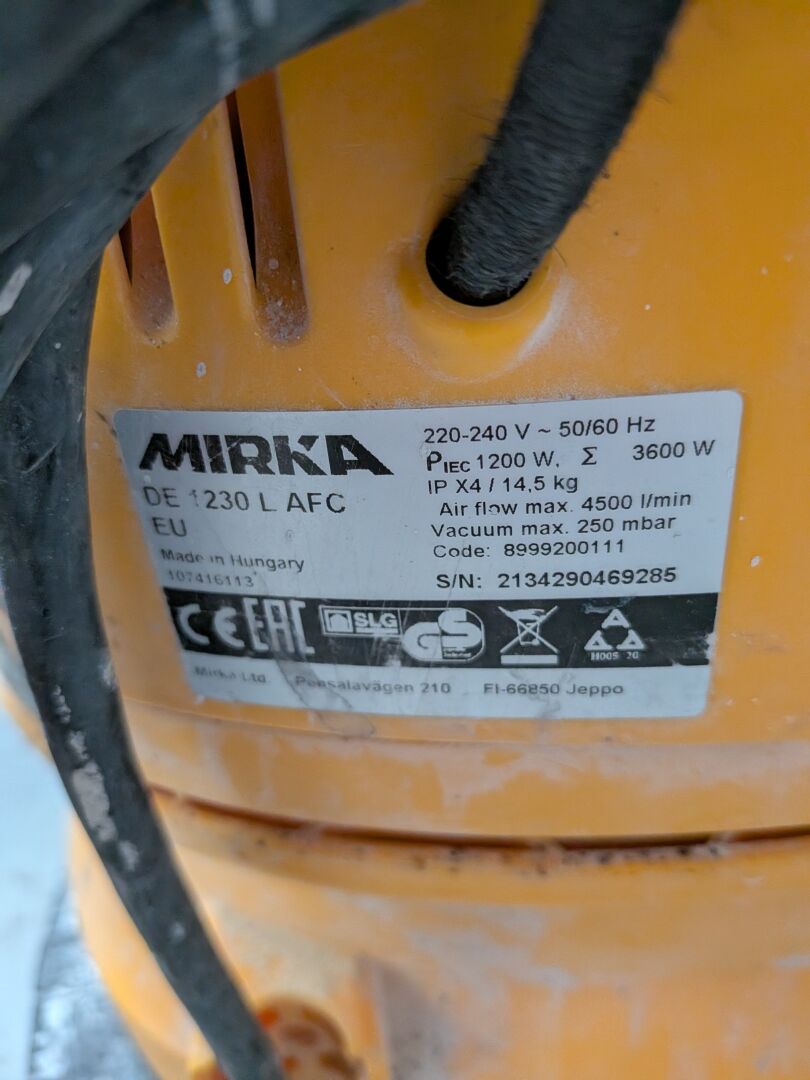 MIRKA
DE 1230 L AFC
EU
Made in Hungary
107416113
220-240 V ~ 50/60 Hz
PIEC 1200 W, Σ 3600 W
IP X4 / 14,5 kg
Air flow max. 4500 l/min
Vacuum max. 250 mbar
Code: 8999200111
S/N: 2134290469285
CE EAC SLG GS
Mirka Ltd Pensalavägen 210 FI-66850 Jeppo